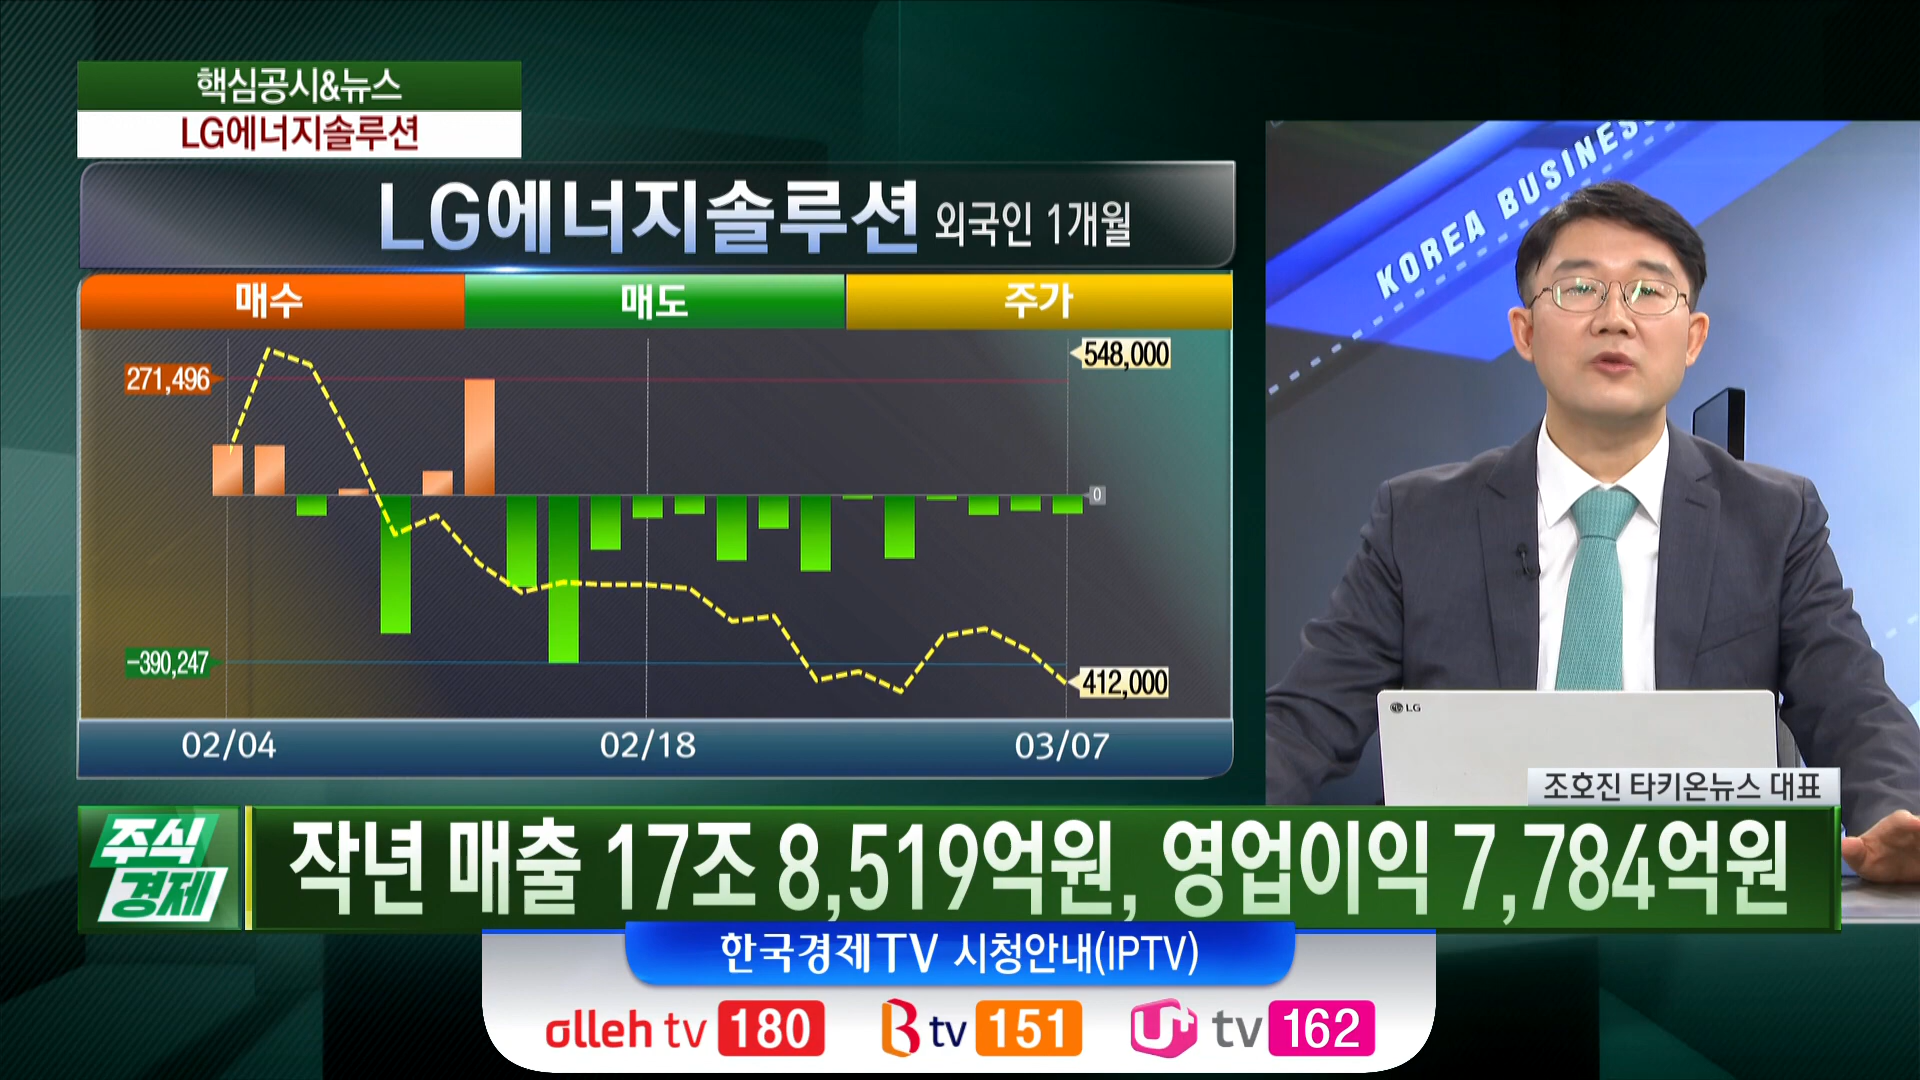 핵심공시&뉴스
LG에너지솔루션
LG에너지솔루션 외국인 1개월
매수 매도 주가
271,496
548,000
0
-390,247
412,000
02/04 02/18 03/07
KOREA BUSINESS
LG
조호진 타키온뉴스 대표
주식
경제
작년 매출 17조 8,519억원, 영업이익 7,784억원
한국경제TV 시청안내(IPTV)
olleh tv 180 B tv 151 U+ tv 162